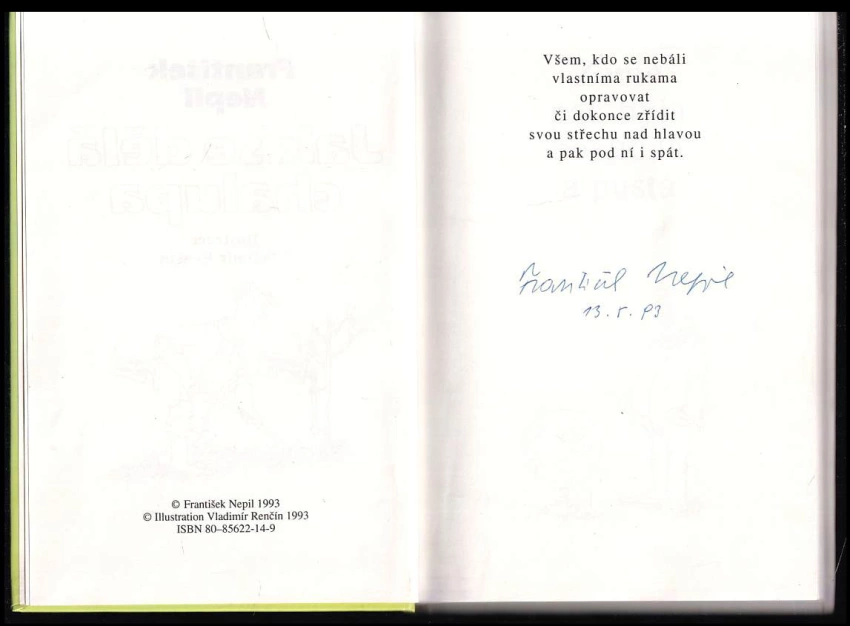 © František Nepil 1993
© Illustration Vladimír Renčín 1993
ISBN 80–85622-14-9
Všem, kdo se nebáli
vlastníma rukama
opravovat
či dokonce zřídit
svou střechu nad hlavou
a pak pod ní i spát.
František Nepil
13. 5. 93